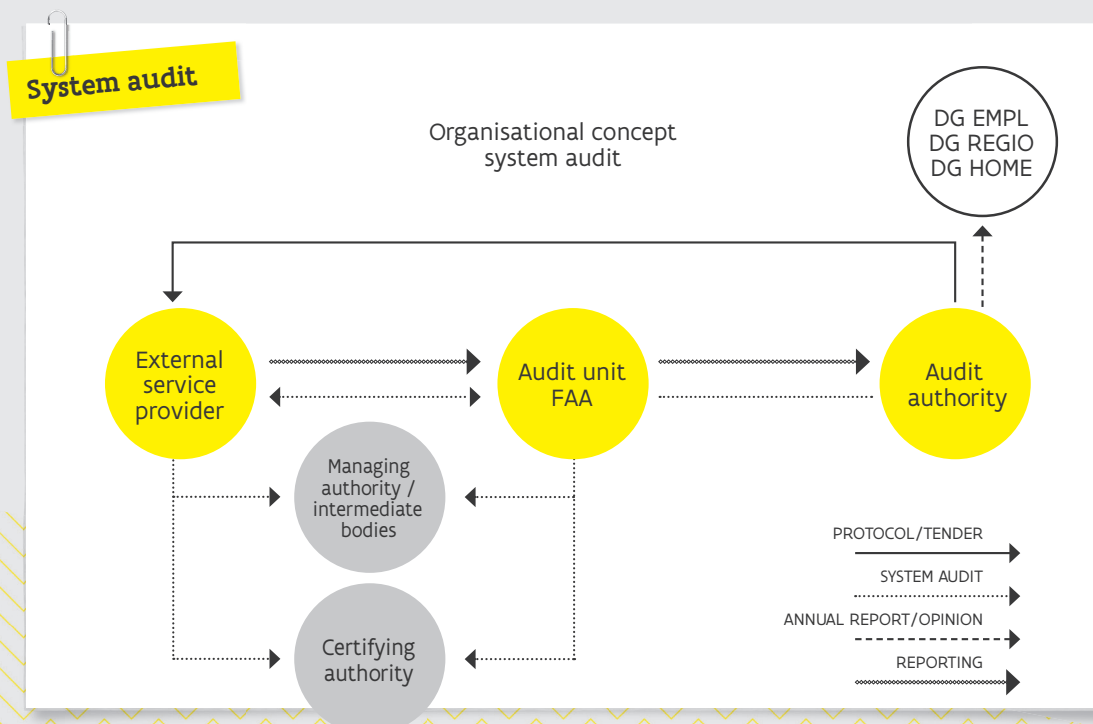 System audit
Organisational concept
system audit
DG EMPL
DG REGIO
DG HOME
External
service
provider
Audit unit
FAA
Audit
authority
Managing
authority /
intermediate
bodies
Certifying
authority
PROTOCOL/TENDER
SYSTEM AUDIT
ANNUAL REPORT/OPINION
REPORTING